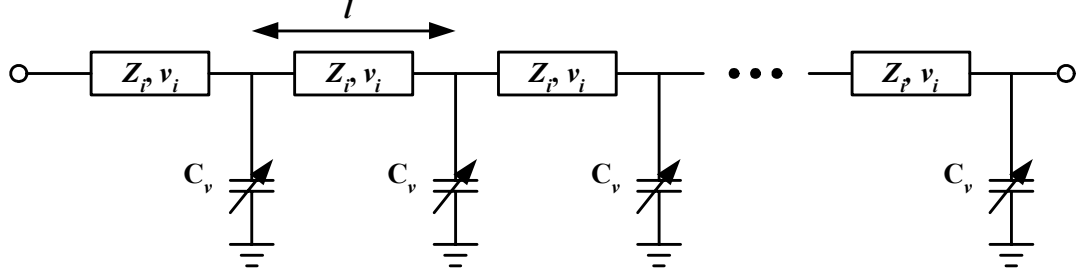 l
Z_i, v_i Z_i, v_i Z_i, v_i ••• Z_i, v_i
C_v C_v C_v C_v